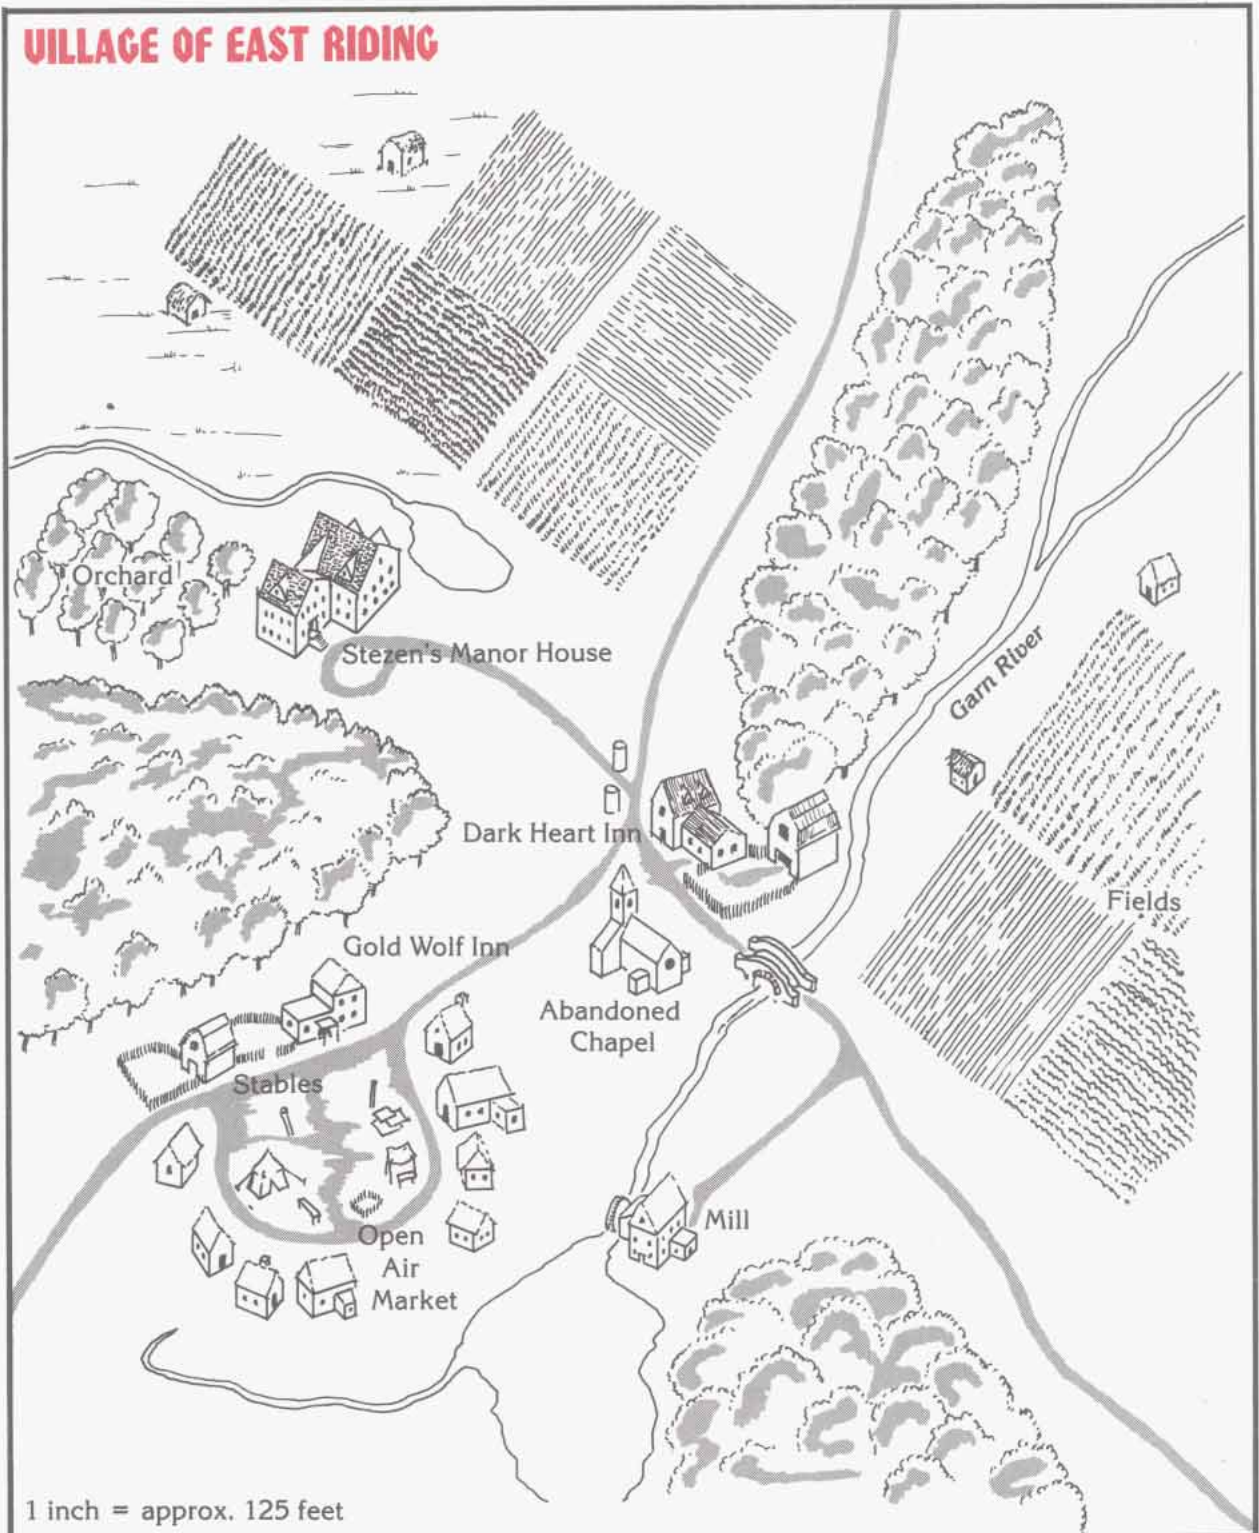 VILLAGE OF EAST RIDING
Orchard
Stezen's Manor House
Garn River
Dark Heart Inn
Fields
Gold Wolf Inn
Abandoned
Chapel
Stables
Mill
Open
Air
Market
1 inch = approx. 125 feet